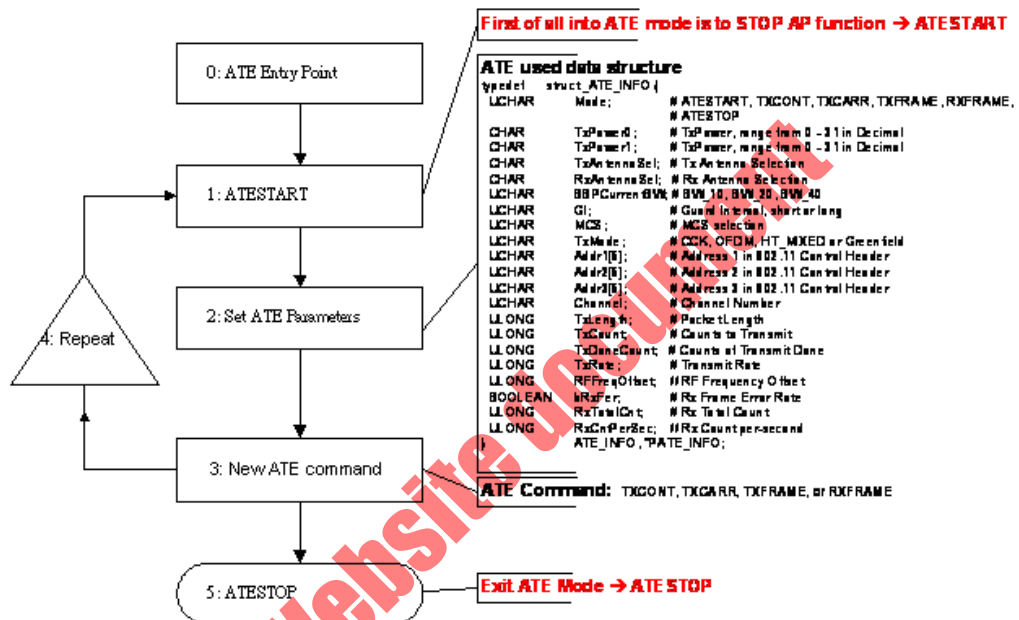 First of all into ATE mode is to STOP AP function → ATESTART
0: ATE Entry Point
1: ATESTART
2: Set ATE Parameters
4: Repeat
3: New ATE command
5: ATESTOP
ATE used data structure
typedef struct_ATE_INFO {
UCHAR Mode; # ATESTART, TXCONT, TXCARR, TXFRAME, RXFRAME,
# ATESTOP
CHAR TxPower0; # TxPower, range from 0 ~ 31 in Decimal
CHAR TxPower1; # TxPower, range from 0 ~ 31 in Decimal
CHAR TxAntennaSel; # Tx Antenna Selection
CHAR RxAntennaSel; # Rx Antenna Selection
UCHAR BBPCurrentBW; # BW_10, BW_20, BW_40
UCHAR GI; # Guard Interval, short or long
UCHAR MCS; # MCS selection
UCHAR TxMode; # CCK, OFDM, HT_MIXED or Greenfield
UCHAR Addr1[6]; # Address 1 in 802.11 Control Header
UCHAR Addr2[6]; # Address 2 in 802.11 Control Header
UCHAR Addr3[6]; # Address 3 in 802.11 Control Header
UCHAR Channel; # Channel Number
ULONG TxLength; # Packet Length
ULONG TxCount; # Counts to Transmit
ULONG TxDoneCount; # Counts of Transmit Done
ULONG TxRate; # Transmit Rate
ULONG RFFreqOffset; # RF Frequency Offset
BOOLEAN bRxFer; # Rx Frame Error Rate
ULONG RxTotalCnt; # Rx Total Count
ULONG RxCntPerSec; # Rx Count per-second
} ATE_INFO, *PATE_INFO;
ATE Command: TXCONT, TXCARR, TXFRAME, or RXFRAME
Exit ATE Mode → ATESTOP
website document